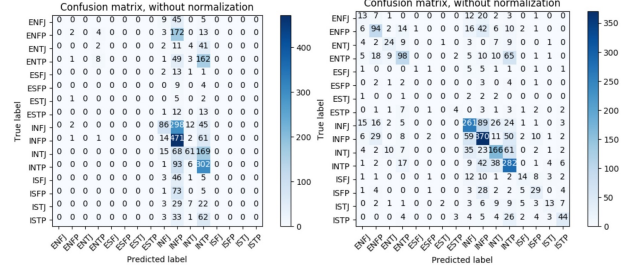 Confusion matrix, without normalization
ENFJ 0 0 0 0 0 0 0 0 9 45 0 5 0 0 0 0
ENFP 0 2 0 4 0 0 0 0 3 172 0 13 0 0 0 0
ENTJ 0 0 0 2 0 0 0 0 2 11 4 41 0 0 0 0
ENTP 0 1 0 8 0 0 0 0 1 49 3 162 0 0 0 0
ESFJ 0 0 0 0 0 0 0 0 2 13 1 1 0 0 0 0
ESFP 0 0 0 0 0 0 0 0 0 9 0 4 0 0 0 0
ESTJ 0 1 0 0 0 0 0 0 0 5 0 2 0 0 0 0
ESTP 0 0 0 0 0 0 0 0 1 12 0 13 0 0 0 0
INFJ 0 2 0 0 0 0 0 0 86 12 45 0 0 0 0
INFP 0 1 0 1 0 0 0 0 14 471 2 61 0 0 0 0
INTJ 0 0 0 0 0 0 0 0 15 68 61 169 0 0 0 0
INTP 0 0 0 0 0 0 0 0 1 93 6 302 0 0 0 0
ISFJ 0 0 0 0 0 0 0 0 3 46 1 5 0 0 0 0
ISFP 0 0 0 0 0 0 0 0 1 73 0 5 0 0 0 0
ISTJ 0 0 0 0 0 0 0 0 3 29 7 22 0 0 0 0
ISTP 0 0 0 0 0 0 0 0 3 33 1 62 0 0 0 0
ENFJ ENFP ENTJ ENTP ESFJ ESFP ESTJ ESTP INFJ INFP INTJ INTP ISFJ ISFP ISTJ ISTP
True label
Predicted label
400
300
200
100
0
Confusion matrix, without normalization
ENFJ 13 7 1 0 0 0 0 0 12 20 2 3 0 1 0 0
ENFP 6 94 2 14 1 0 0 0 16 42 6 10 2 1 0 0
ENTJ 4 2 24 9 0 0 0 1 3 0 7 9 0 0 0 1
ENTP 5 18 9 98 0 0 0 2 5 10 10 65 0 1 0 2
ESFJ 0 0 1 1 0 0 0 0 5 5 1 1 0 1 0 1
ESFP 0 2 1 2 0 0 0 0 3 0 4 0 1 0 0
ESTJ 0 1 0 2 0 0 0 0 2 2 1 0 0 0 0 0
ESTP 0 1 1 7 0 1 0 4 0 3 1 3 1 2 0 2
INFJ 15 16 2 5 0 0 0 0 261 89 26 24 1 1 0 3
INFP 6 29 0 8 0 2 0 0 59 370 11 50 2 10 1 2
INTJ 4 2 10 7 0 0 0 1 35 23 166 61 0 2 1 2
INTP 1 2 0 17 0 0 0 0 9 42 38 282 0 1 4 6
ISFJ 1 0 1 0 0 0 0 0 12 10 1 2 14 8 3 2
ISFP 1 4 0 0 0 0 0 1 3 28 2 2 5 29 0 4
ISTJ 0 2 1 1 0 0 0 2 3 6 9 9 5 3 13 7
ISTP 0 0 0 4 0 0 0 3 4 5 4 26 2 4 3 44
ENFJ ENFP ENTJ ENTP ESFJ ESFP ESTJ ESTP INFJ INFP INTJ INTP ISFJ ISFP ISTJ ISTP
True label
Predicted label
350
300
250
200
150
100
50
0